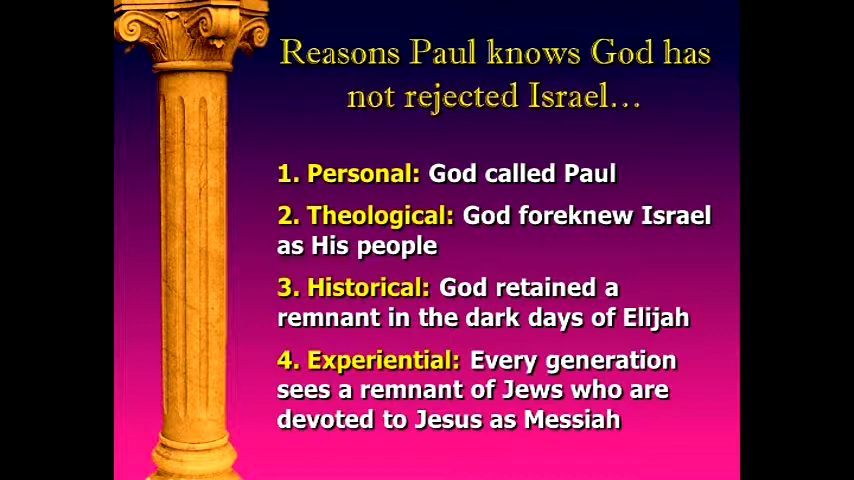 Reasons Paul knows God has
not rejected Israel…
1. Personal: God called Paul
2. Theological: God foreknew Israel
as His people
3. Historical: God retained a
remnant in the dark days of Elijah
4. Experiential: Every generation
sees a remnant of Jews who are
devoted to Jesus as Messiah